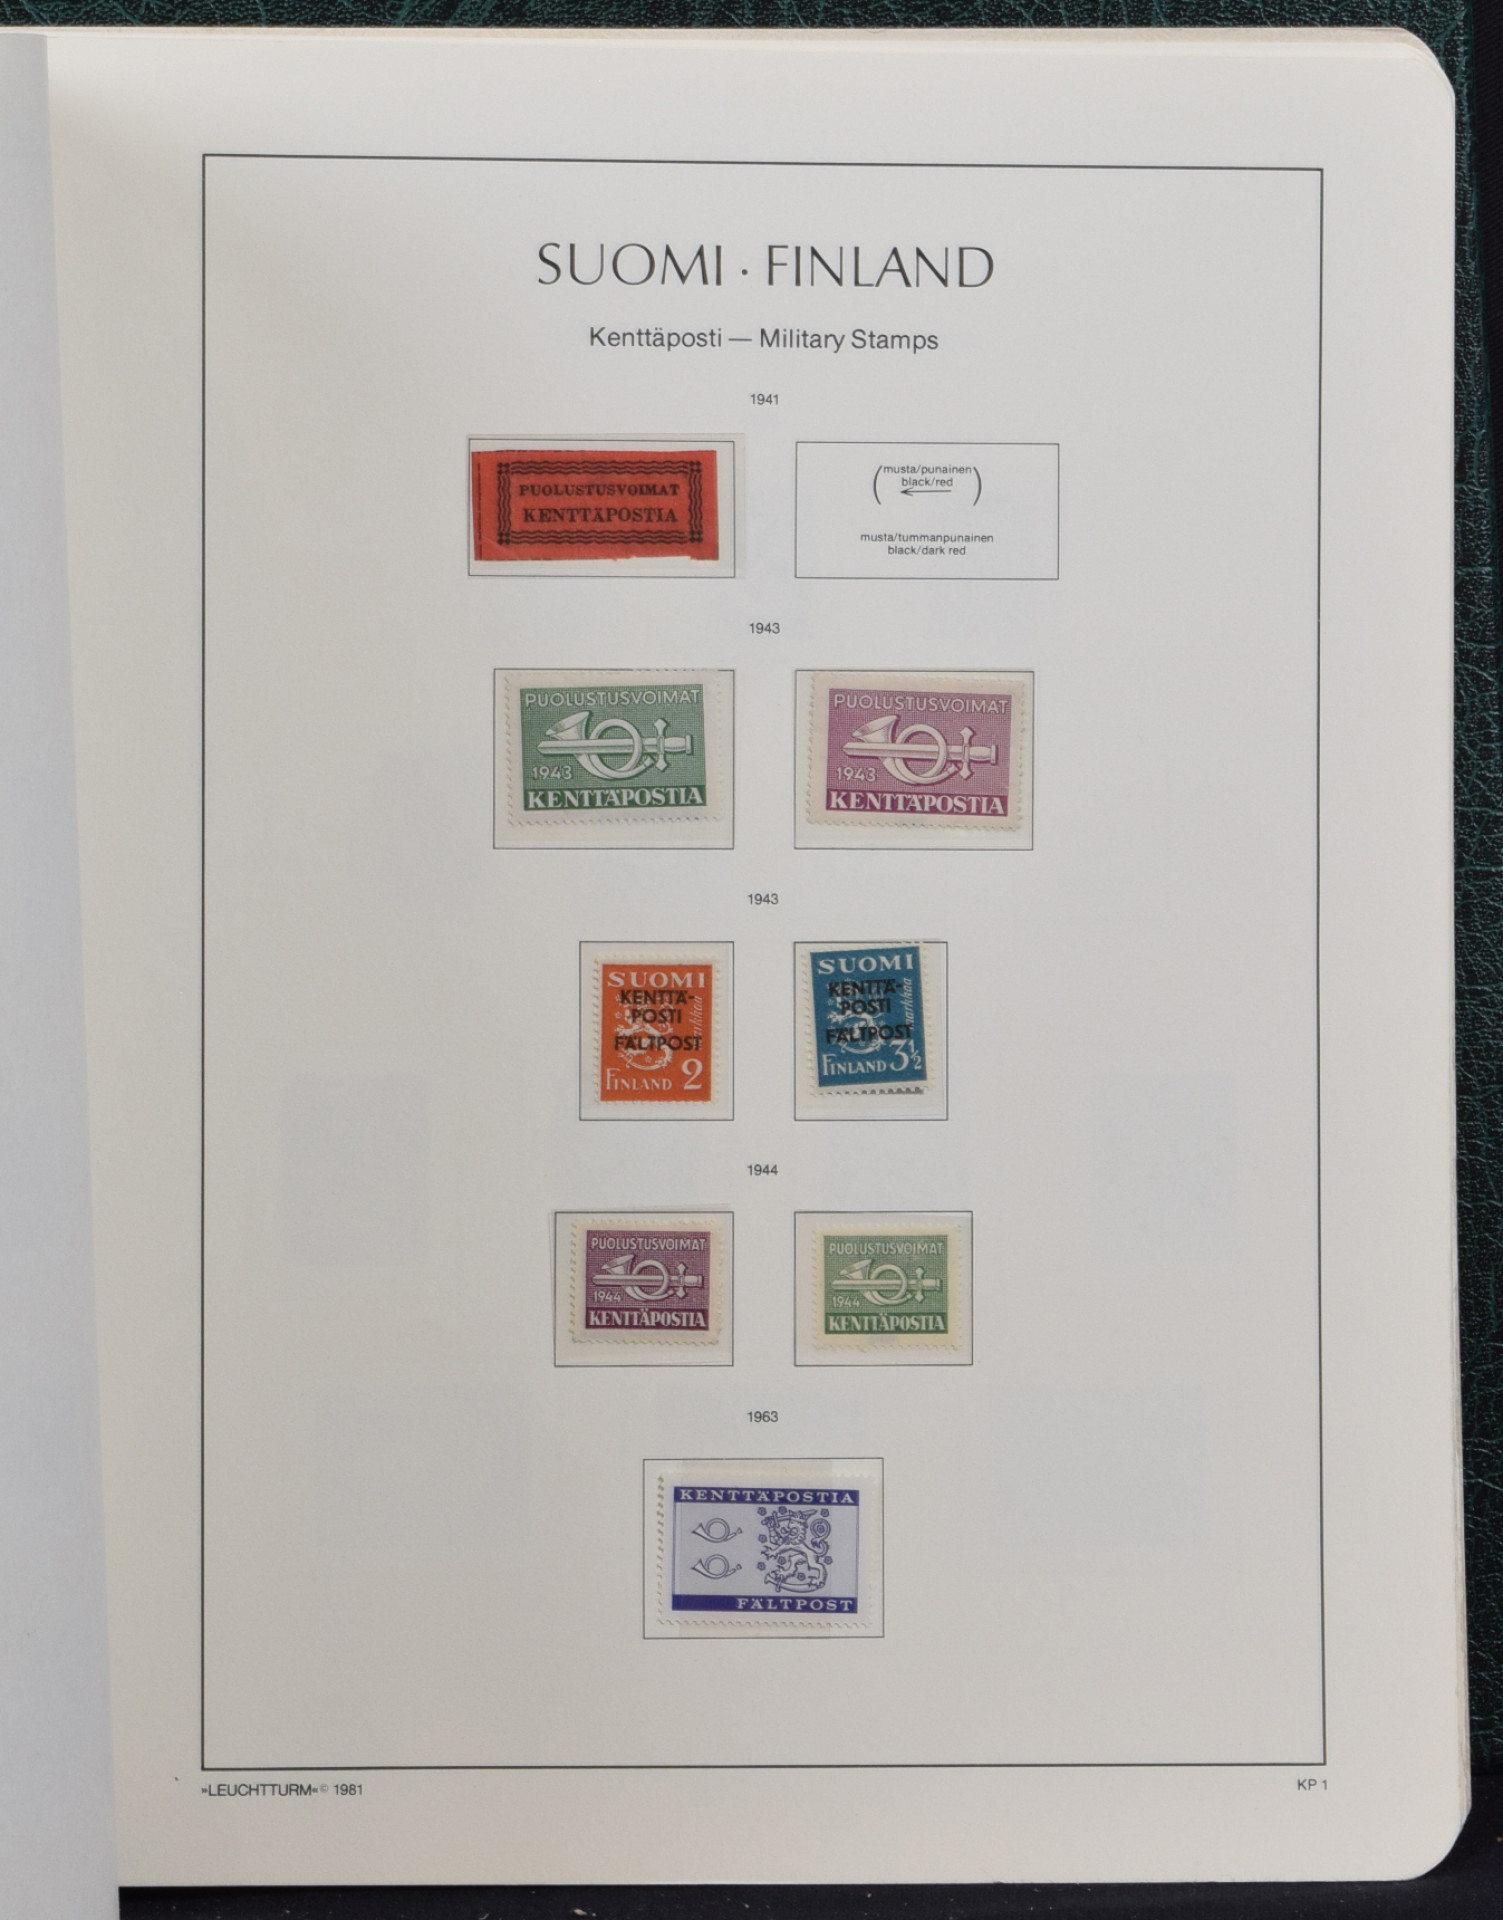 SUOMI · FINLAND
Kenttäposti — Military Stamps
1941
PUOLUSTUSVOIMAT
KENTTÄPOSTIA
(musta/punainen)
black/red
musta/tummanpunainen
black/dark red
1943
PUOLUSTUSVOIMAT
1943
KENTTÄPOSTIA
PUOLUSTUSVOIMAT
1943
KENTTÄPOSTIA
1943
SUOMI
KENTTÄ-
POSTI
FÄLTPOST
markkaa
FINLAND 2
SUOMI
KENTTÄ-
POSTI
FÄLTPOST
markkaa
FINLAND 3½
1944
PUOLUSTUSVOIMAT
1944
KENTTÄPOSTIA
PUOLUSTUSVOIMAT
1944
KENTTÄPOSTIA
1963
KENTTÄPOSTIA
FÄLTPOST
»LEUCHTTURM« © 1981
KP 1